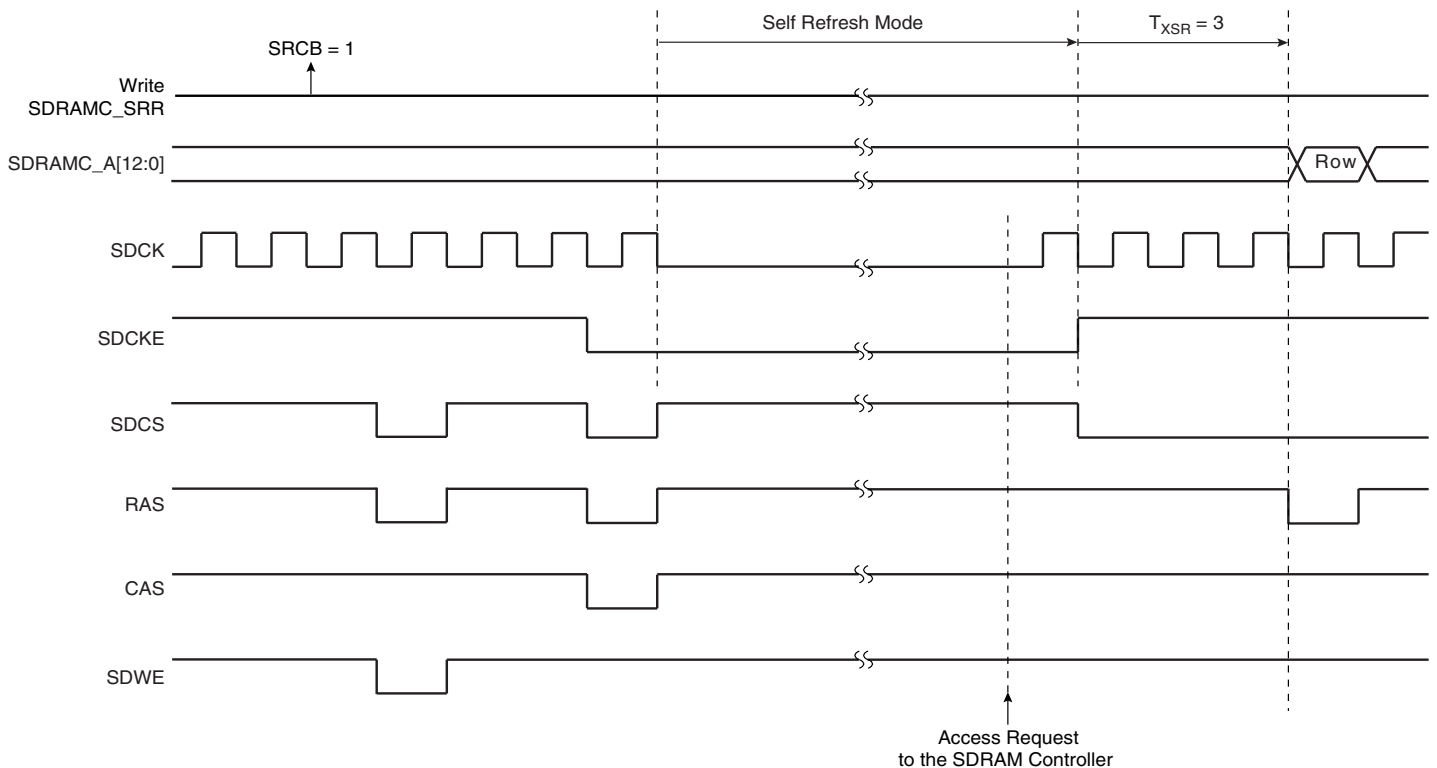 Self Refresh Mode
T_XSR = 3
SRCB = 1
Write
SDRAMC_SRR
SDRAMC_A[12:0]
Row
SDCK
SDCKE
SDCS
RAS
CAS
SDWE
Access Request
to the SDRAM Controller